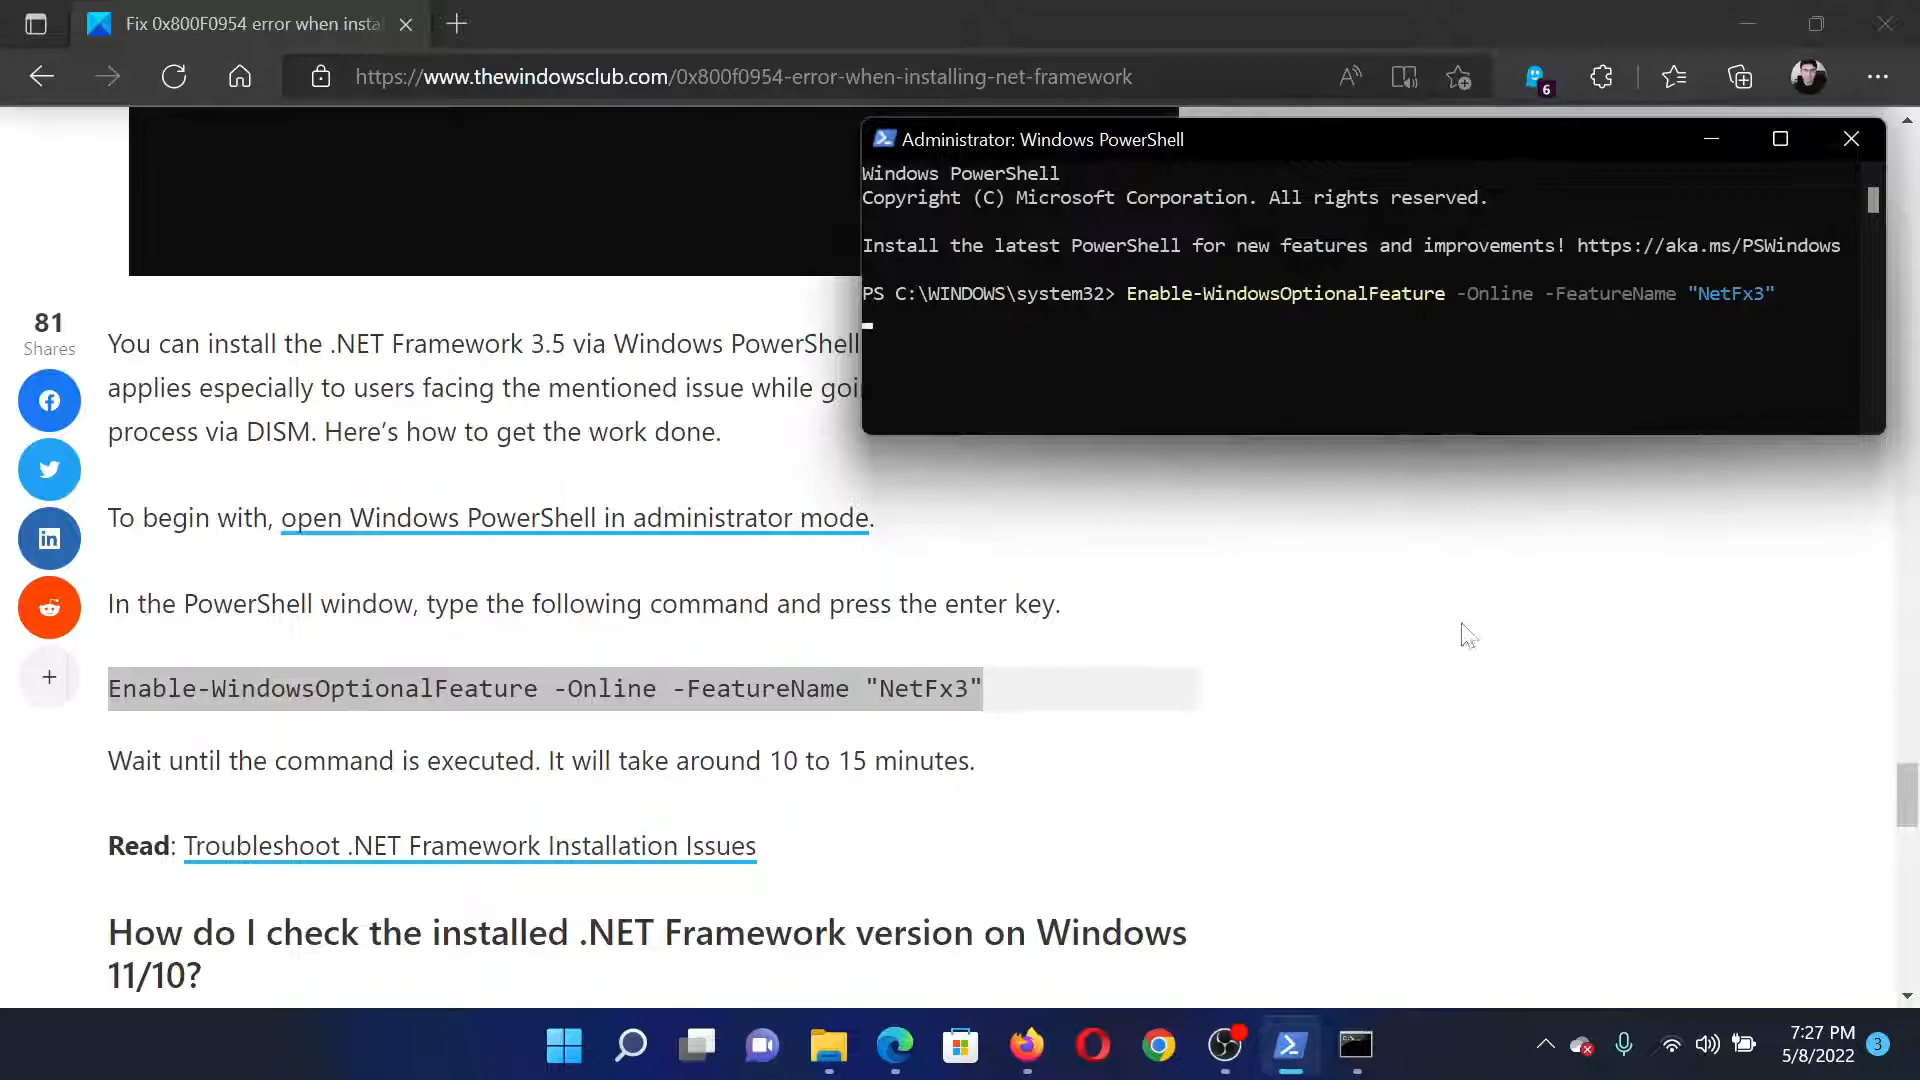 Fix 0x800F0954 error when insta
https://www.thewindowsclub.com/0x800f0954-error-when-installing-net-framework
6
Administrator: Windows PowerShell
Windows PowerShell
Copyright (C) Microsoft Corporation. All rights reserved.
Install the latest PowerShell for new features and improvements! https://aka.ms/PSWindows
PS C:\WINDOWS\system32> Enable-WindowsOptionalFeature -Online -FeatureName "NetFx3"
81
Shares
You can install the .NET Framework 3.5 via Windows PowerShell
applies especially to users facing the mentioned issue while goi
process via DISM. Here’s how to get the work done.
To begin with, open Windows PowerShell in administrator mode.
In the PowerShell window, type the following command and press the enter key.
Enable-WindowsOptionalFeature -Online -FeatureName "NetFx3"
Wait until the command is executed. It will take around 10 to 15 minutes.
Read: Troubleshoot .NET Framework Installation Issues
How do I check the installed .NET Framework version on Windows
11/10?
7:27 PM
5/8/2022
3